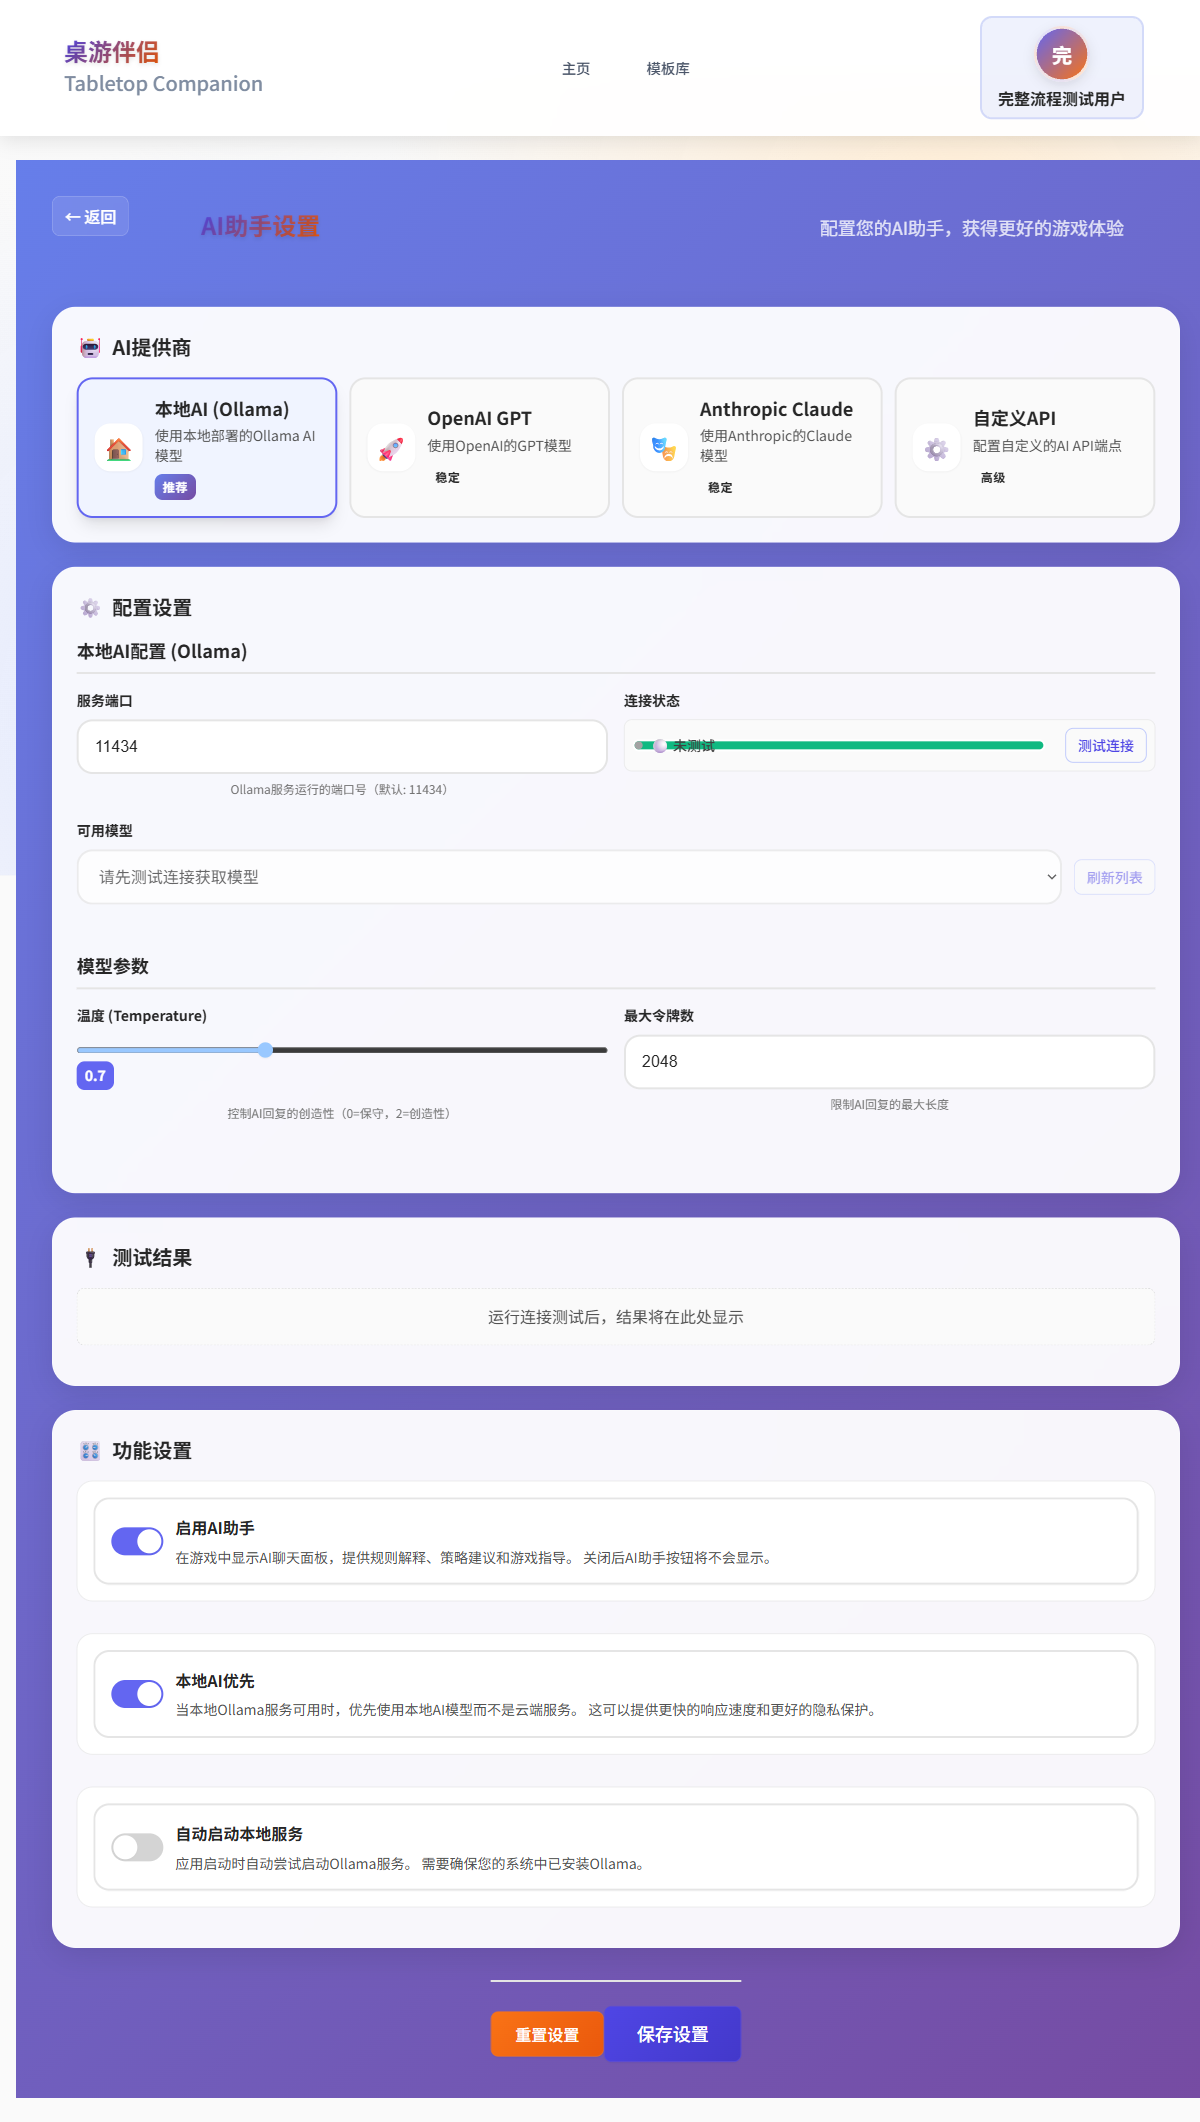 桌游伴侣
Tabletop Companion
主页
模板库
完
完整流程测试用户
← 返回
AI助手设置
配置您的AI助手，获得更好的游戏体验
AI提供商
本地AI (Ollama)
使用本地部署的Ollama AI
模型
推荐
OpenAI GPT
使用OpenAI的GPT模型
稳定
Anthropic Claude
使用Anthropic的Claude
模型
稳定
自定义API
配置自定义的AI API端点
高级
配置设置
本地AI配置 (Ollama)
服务端口
11434
Ollama服务运行的端口号（默认: 11434）
连接状态
未测试
测试连接
可用模型
请先测试连接获取模型
刷新列表
模型参数
温度 (Temperature)
0.7
控制AI回复的创造性（0=保守，2=创造性）
最大令牌数
2048
限制AI回复的最大长度
测试结果
运行连接测试后，结果将在此处显示
功能设置
启用AI助手
在游戏中显示AI聊天面板，提供规则解释、策略建议和游戏指导。 关闭后AI助手按钮将不会显示。
本地AI优先
当本地Ollama服务可用时，优先使用本地AI模型而不是云端服务。 这可以提供更快的响应速度和更好的隐私保护。
自动启动本地服务
应用启动时自动尝试启动Ollama服务。 需要确保您的系统中已安装Ollama。
重置设置
保存设置